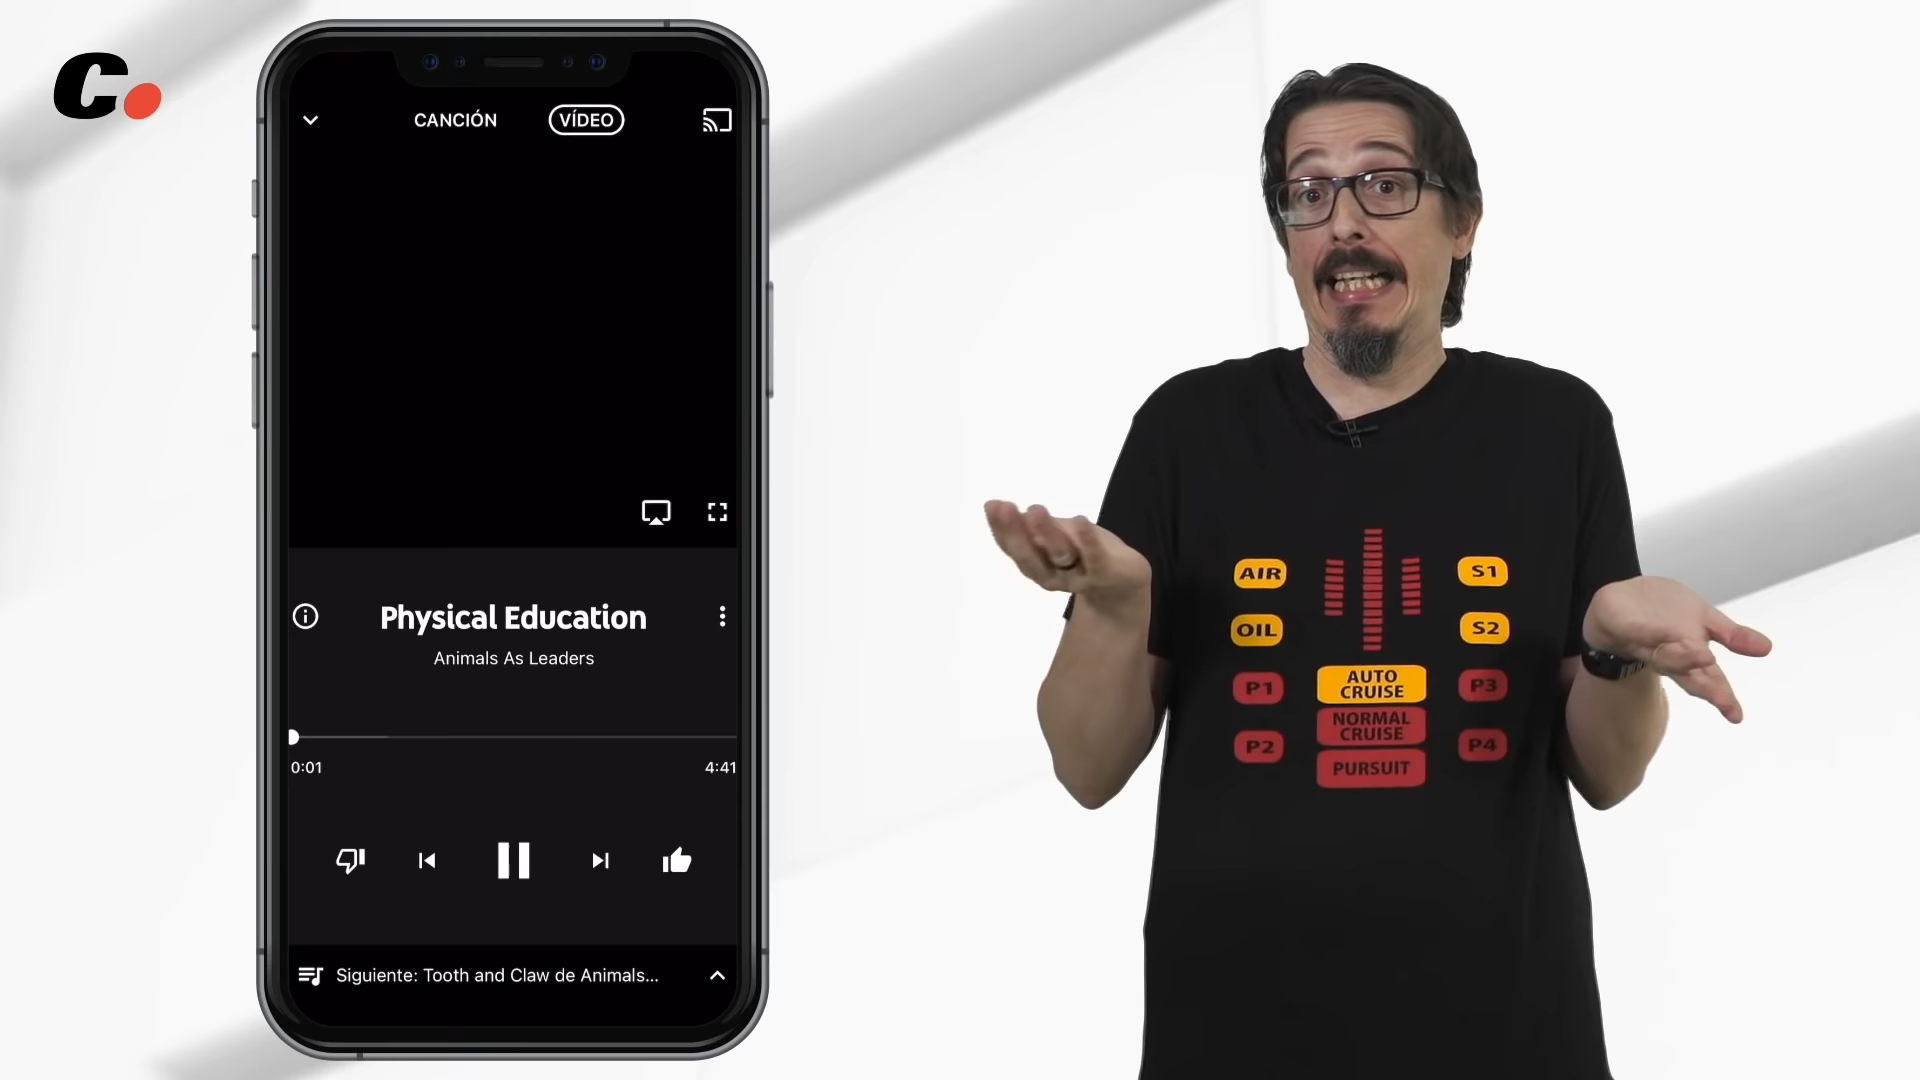 C.
CANCIÓN
VÍDEO
Physical Education
Animals As Leaders
0:01
4:41
Siguiente: Tooth and Claw de Animals...
AIR
S1
OIL
S2
P1
AUTO
CRUISE
P3
NORMAL
CRUISE
P2
P4
PURSUIT